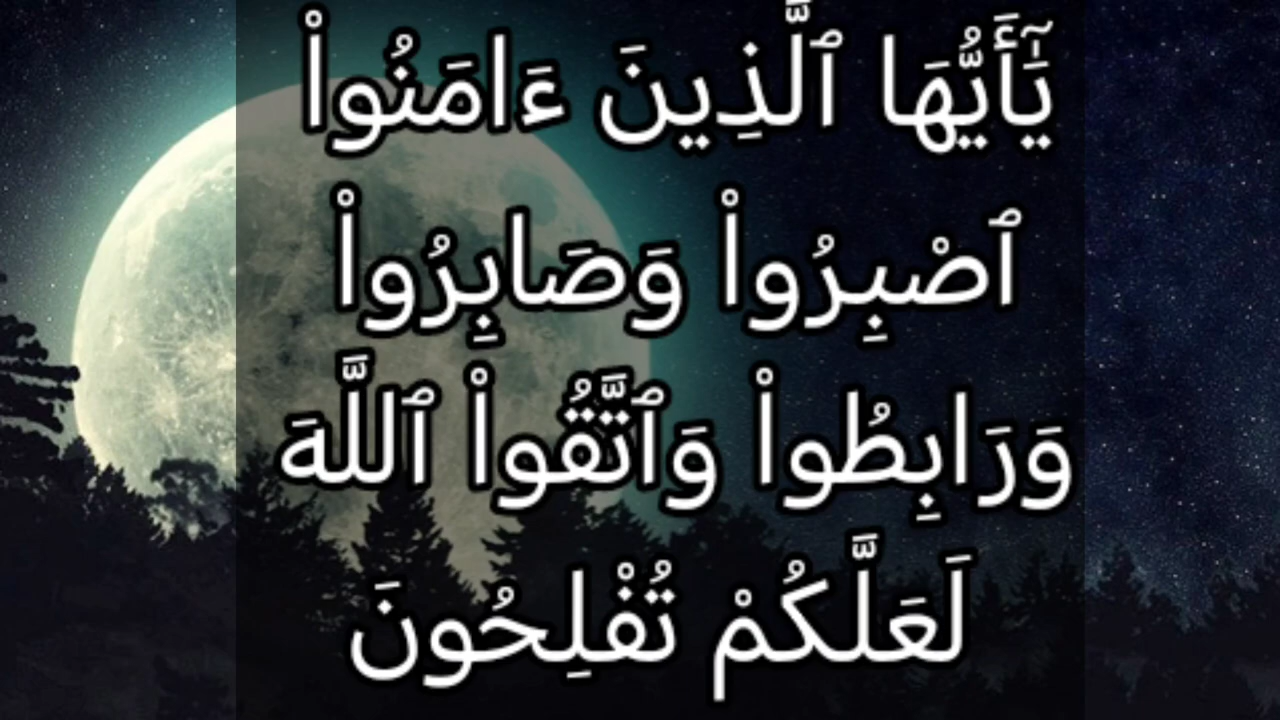 يَٰٓأَيُّهَا ٱلَّذِينَ ءَامَنُوا۟
ٱصْبِرُوا۟ وَصَابِرُوا۟
وَرَابِطُوا۟ وَٱتَّقُوا۟ ٱللَّهَ
لَعَلَّكُمْ تُفْلِحُونَ